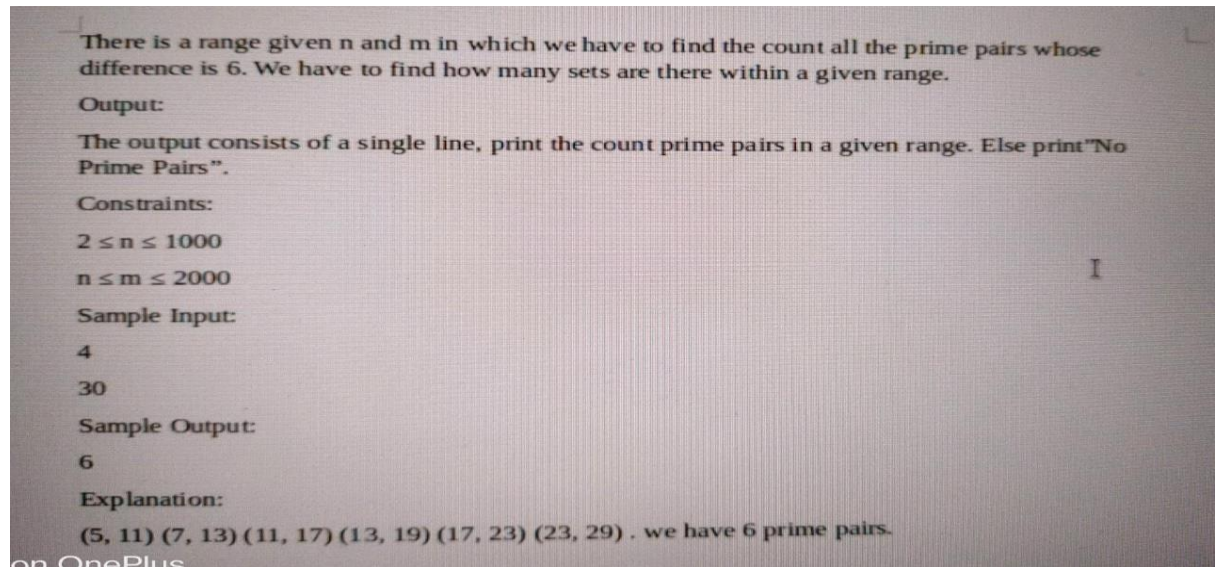 There is a range given n and m in which we have to find the count all the prime pairs whose
difference is 6. We have to find how many sets are there within a given range.
Output:
The output consists of a single line, print the count prime pairs in a given range. Else print"No
Prime Pairs”.
Constraints:
2 ≤n ≤ 1000
n ≤ m ≤ 2000
Sample Input:
4
30
Sample Output:
6
Explanation:
(5, 11) (7, 13) (11, 17) (13, 19) (17, 23) (23, 29) . we have 6 prime pairs.
on OnePlus